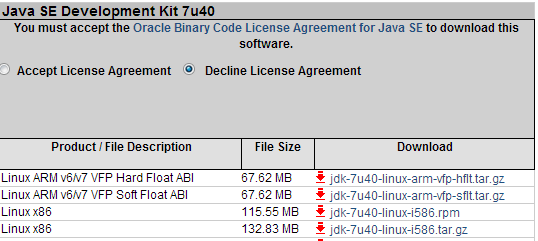 Java SE Development Kit 7u40
You must accept the Oracle Binary Code License Agreement for Java SE to download this
software.
Accept License Agreement Decline License Agreement
Product / File Description File Size Download
Linux ARM v6/v7 VFP Hard Float ABI 67.62 MB jdk-7u40-linux-arm-vfp-hflt.tar.gz
Linux ARM v6/v7 VFP Soft Float ABI 67.62 MB jdk-7u40-linux-arm-vfp-sflt.tar.gz
Linux x86 115.55 MB jdk-7u40-linux-i586.rpm
Linux x86 132.83 MB jdk-7u40-linux-i586.tar.gz